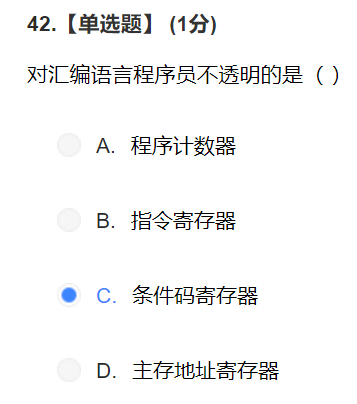 42.【单选题】 (1分)
对汇编语言程序员不透明的是（ ）
A. 程序计数器
B. 指令寄存器
C. 条件码寄存器
D. 主存地址寄存器